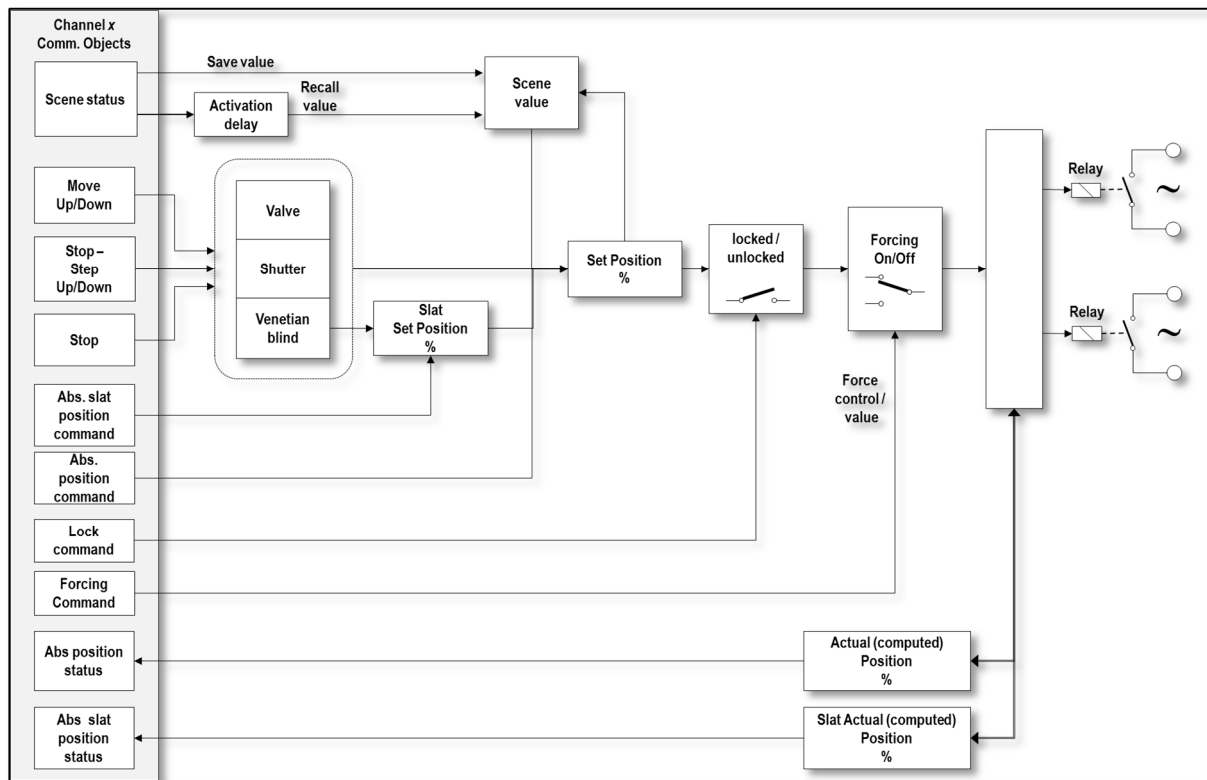 Channel x
Comm. Objects
Scene status
Save value
Activation
delay
Recall
value
Scene
value
Move
Up/Down
Stop –
Step
Up/Down
Stop
Valve
Shutter
Venetian
blind
Slat
Set Position
%
Set Position
%
locked /
unlocked
Forcing
On/Off
Relay
~
Relay
~
Force
control /
value
Abs. slat
position
command
Abs.
position
command
Lock
command
Forcing
Command
Abs position
status
Actual (computed)
Position
%
Abs slat
position
status
Slat Actual (computed)
Position
%